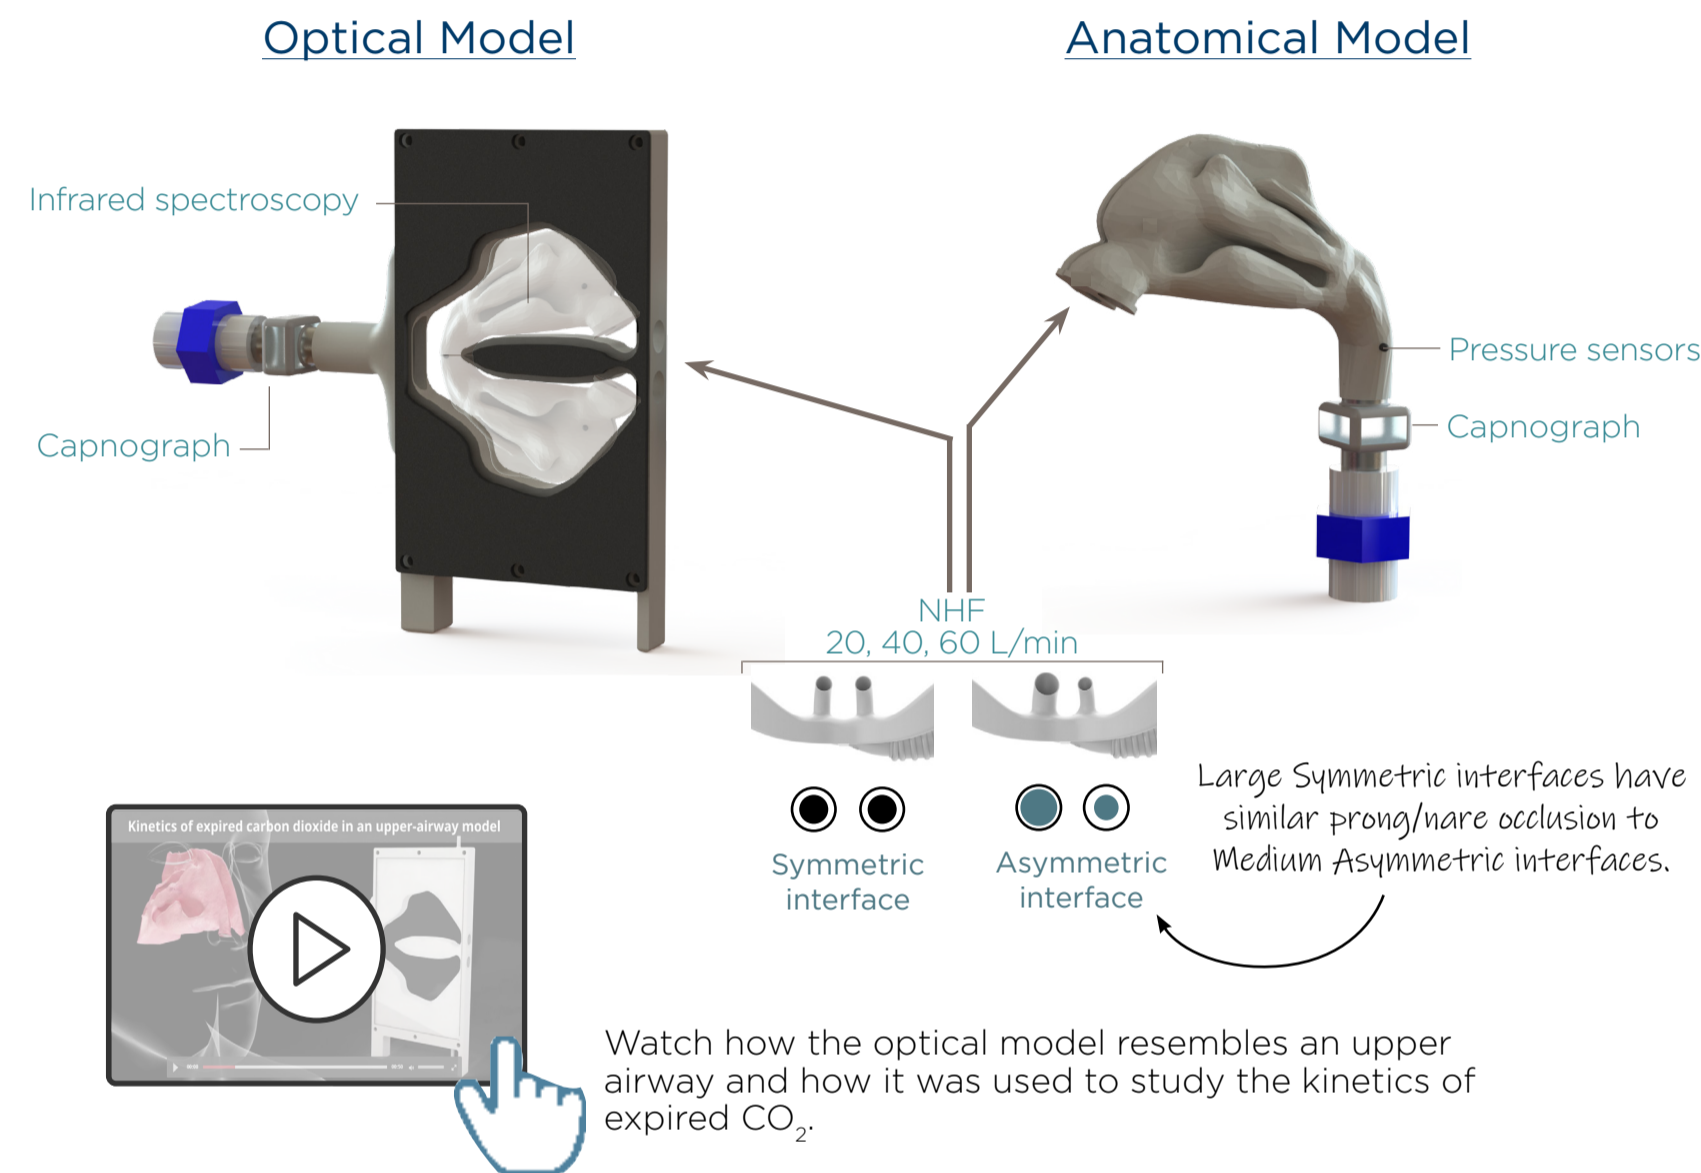 Optical Model
Anatomical Model
Infrared spectroscopy
Capnograph
Pressure sensors
Capnograph
NHF
20, 40, 60 L/min
Symmetric
interface
Asymmetric
interface
Large Symmetric interfaces have
similar prong/nare occlusion to
Medium Asymmetric interfaces.
Kinetics of expired carbon dioxide in an upper-airway model
Watch how the optical model resembles an upper
airway and how it was used to study the kinetics of
expired CO₂.